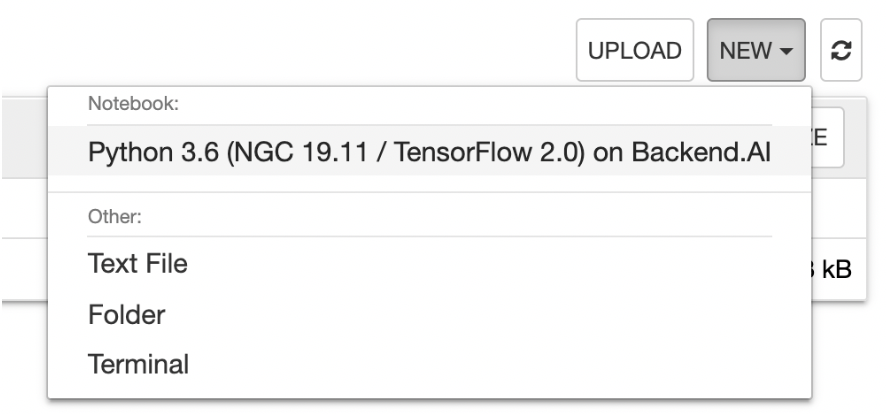 UPLOAD NEW
Notebook:
Python 3.6 (NGC 19.11 / TensorFlow 2.0) on Backend.AI
Other:
Text File
kB
Folder
Terminal